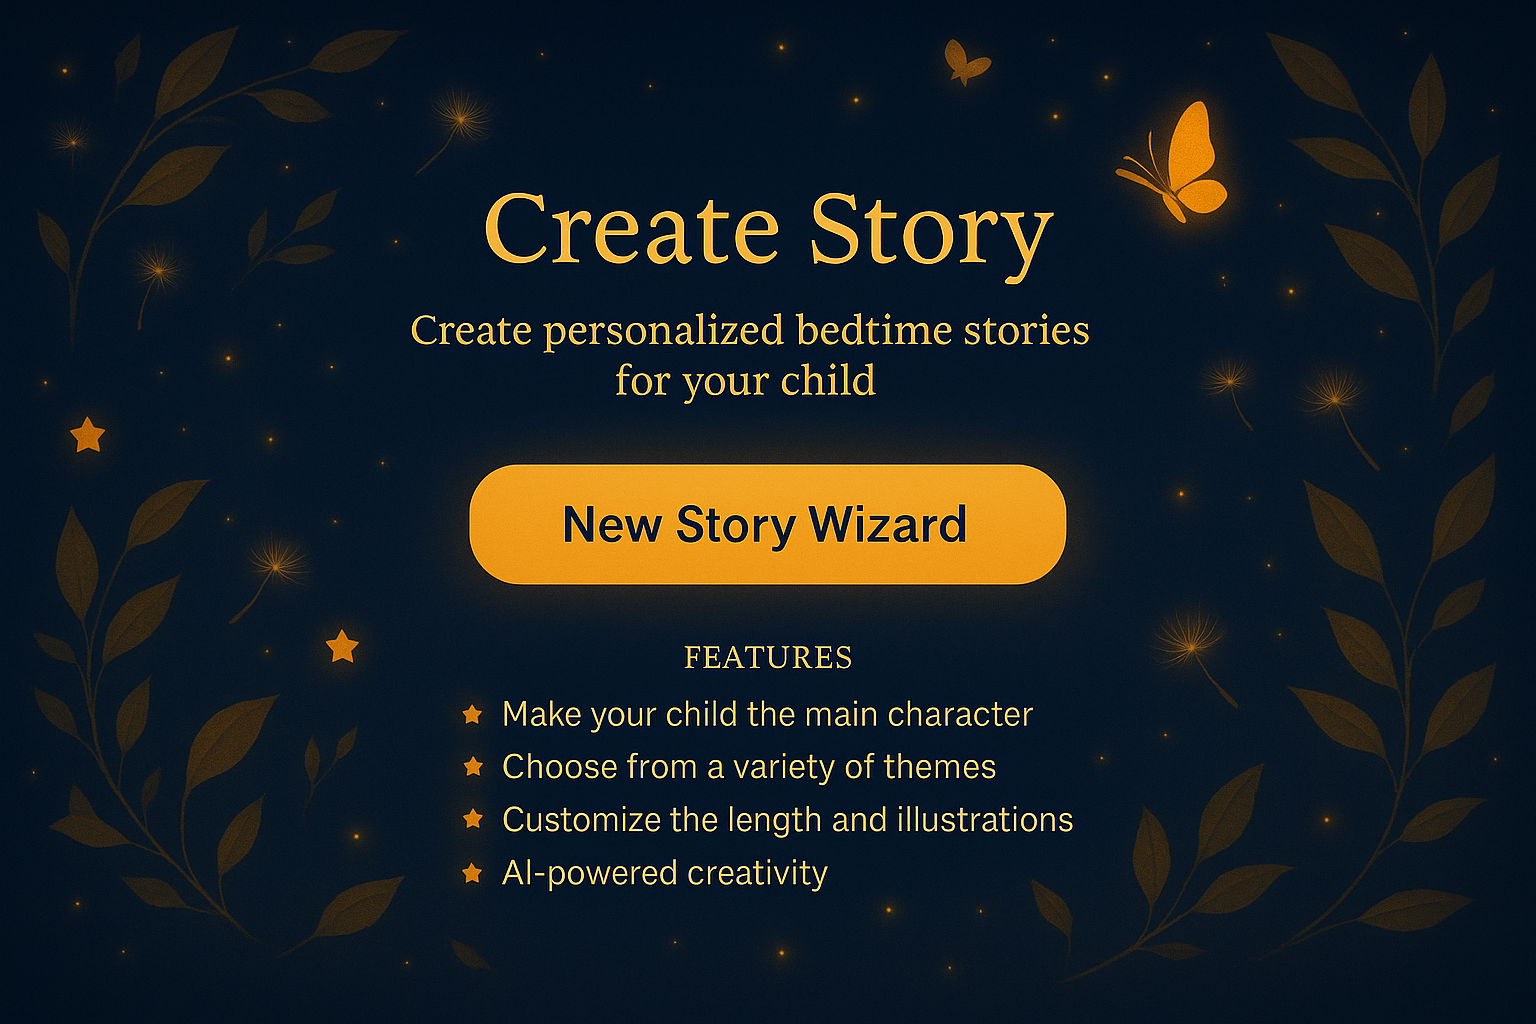 Create Story
Create personalized bedtime stories
for your child
New Story Wizard
FEATURES
Make your child the main character
Choose from a variety of themes
Customize the length and illustrations
AI-powered creativity